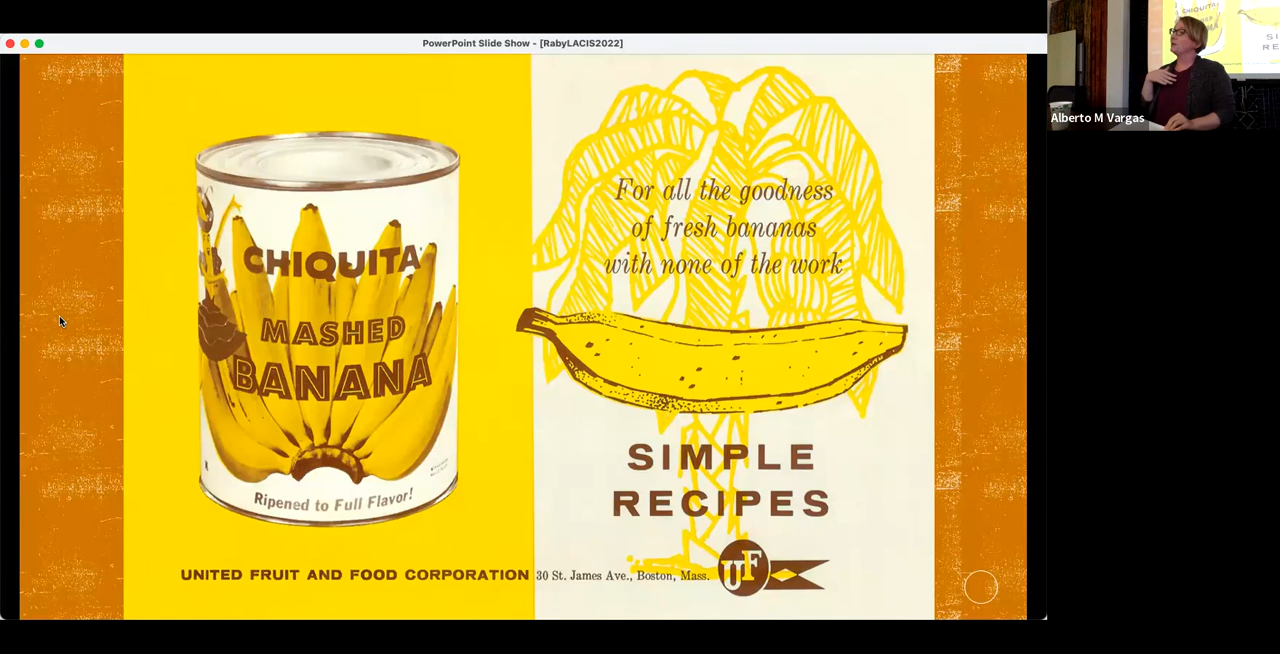 PowerPoint Slide Show - [RabyLACIS2022]
CHIQUITA
MASHED
BANANA
Ripened to Full Flavor!
For all the goodness
of fresh bananas
with none of the work
SIMPLE
RECIPES
UNITED FRUIT AND FOOD CORPORATION 30 St. James Ave., Boston, Mass.
UF
Alberto M Vargas